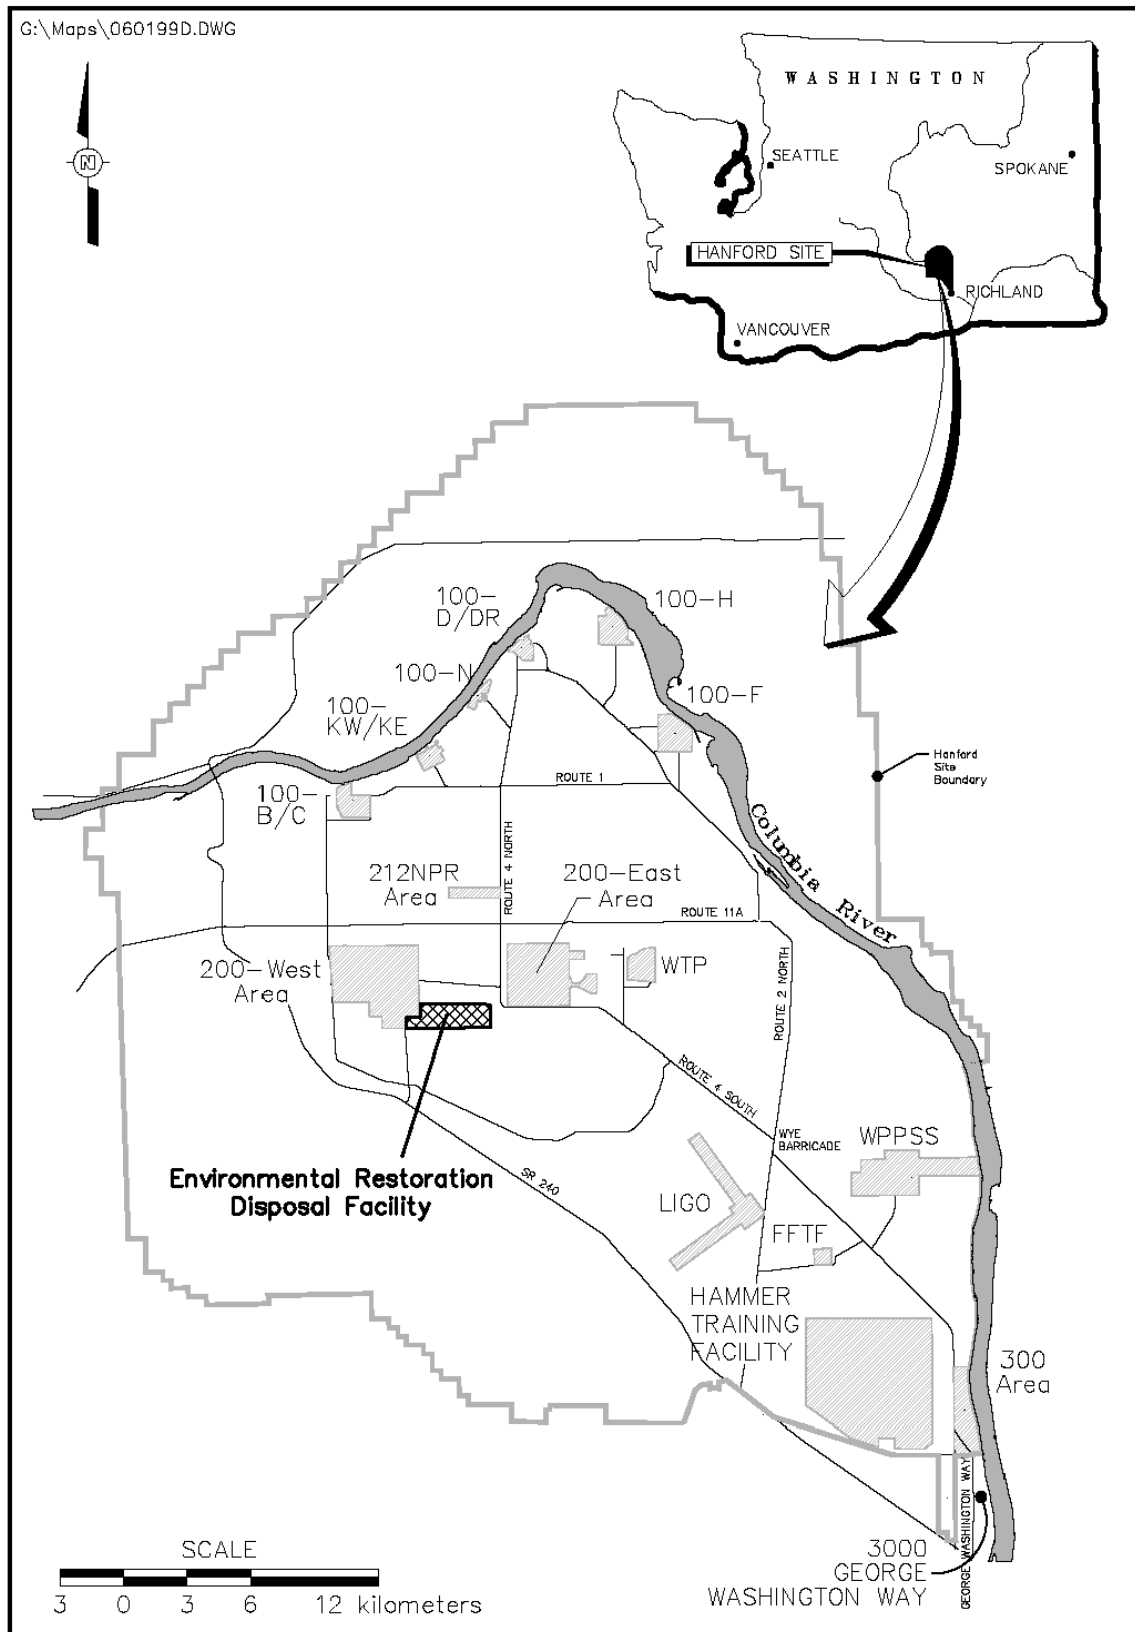 G:\Maps\060199D.DWG
WASHINGTON
N
SEATTLE
SPOKANE
HANFORD SITE
RICHLAND
VANCOUVER
100-
D/DR
100-H
100-N
100-F
100-
KW/KE
Hanford
Site
Boundary
ROUTE 1
100-
B/C
Columbia River
ROUTE 4 NORTH
212NPR
Area
200-East
Area
ROUTE 11A
200-West
Area
WTP
ROUTE 2 NORTH
ROUTE 4 SOUTH
WYE
BARRICADE
WPPSS
Environmental Restoration
Disposal Facility
SR 240
LIGO
FFTF
HAMMER
TRAINING
FACILITY
300
Area
GEORGE WASHINGTON WAY
SCALE
3 0 3 6 12 kilometers
3000
GEORGE
WASHINGTON WAY